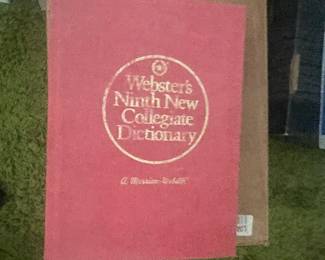 Webster's
Ninth New
Collegiate
Dictionary
A Merriam-Webster